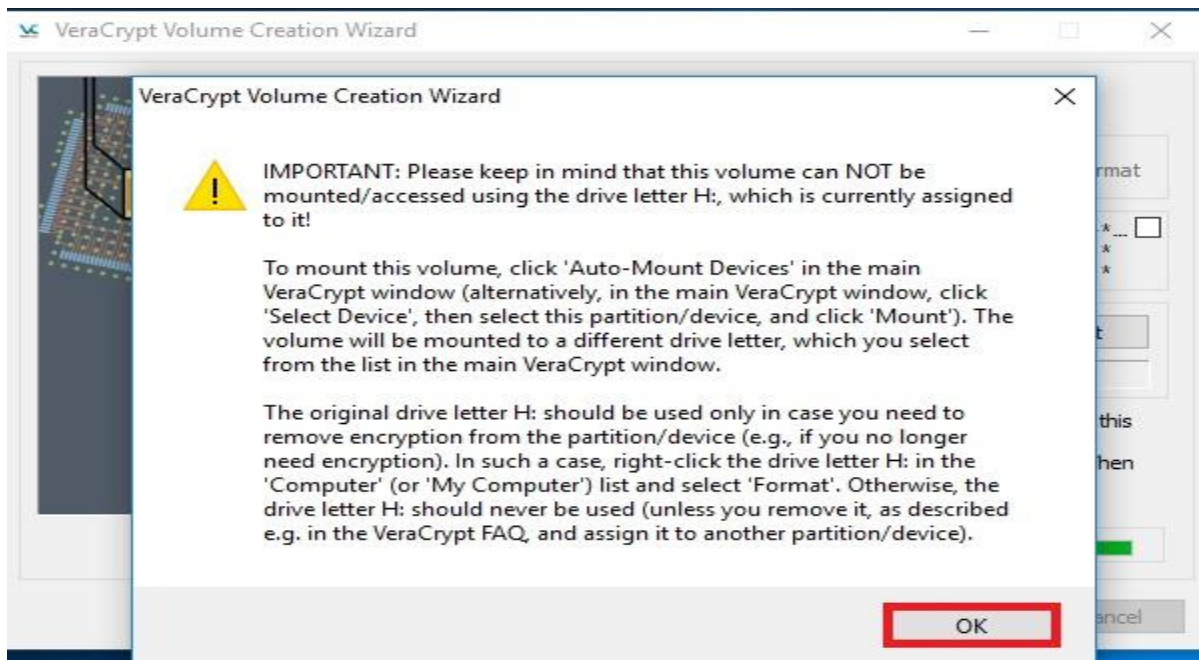 VeraCrypt Volume Creation Wizard
VeraCrypt Volume Creation Wizard
IMPORTANT: Please keep in mind that this volume can NOT be
mounted/accessed using the drive letter H:, which is currently assigned
to it!
To mount this volume, click 'Auto-Mount Devices' in the main
VeraCrypt window (alternatively, in the main VeraCrypt window, click
'Select Device', then select this partition/device, and click 'Mount'). The
volume will be mounted to a different drive letter, which you select
from the list in the main VeraCrypt window.
The original drive letter H: should be used only in case you need to
remove encryption from the partition/device (e.g., if you no longer
need encryption). In such a case, right-click the drive letter H: in the
'Computer' (or 'My Computer') list and select 'Format'. Otherwise, the
drive letter H: should never be used (unless you remove it, as described
e.g. in the VeraCrypt FAQ, and assign it to another partition/device).
OK
this